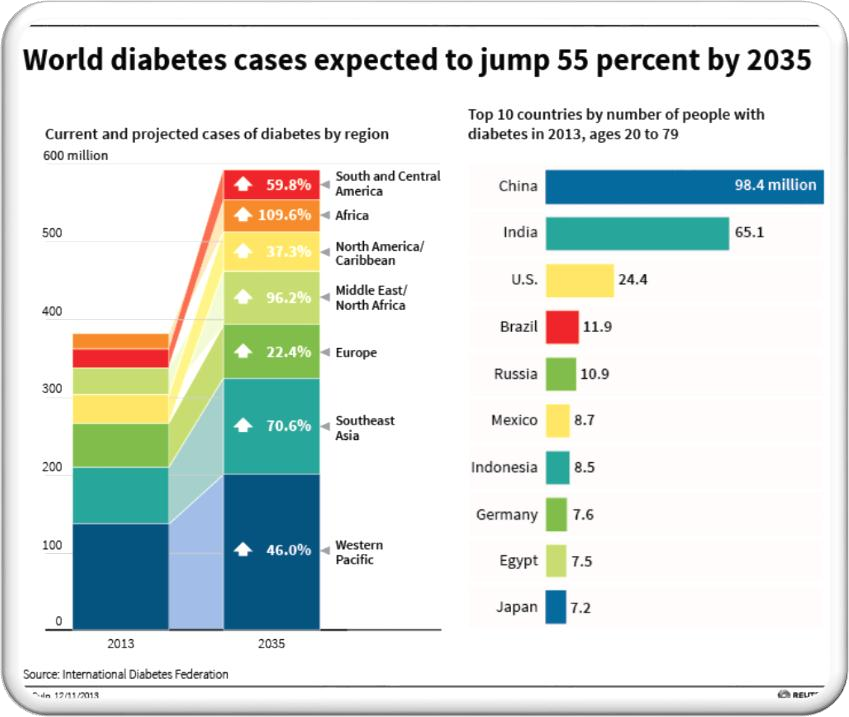 World diabetes cases expected to jump 55 percent by 2035
Current and projected cases of diabetes by region
600 million
500
400
300
200
100
0
59.8%
South and Central
America
109.6%
Africa
37.3%
North America/
Caribbean
96.2%
Middle East/
North Africa
22.4%
Europe
70.6%
Southeast
Asia
46.0%
Western
Pacific
2013
2035
Top 10 countries by number of people with
diabetes in 2013, ages 20 to 79
China 98.4 million
India 65.1
U.S. 24.4
Brazil 11.9
Russia 10.9
Mexico 8.7
Indonesia 8.5
Germany 7.6
Egypt 7.5
Japan 7.2
Source: International Diabetes Federation
12/11/2013